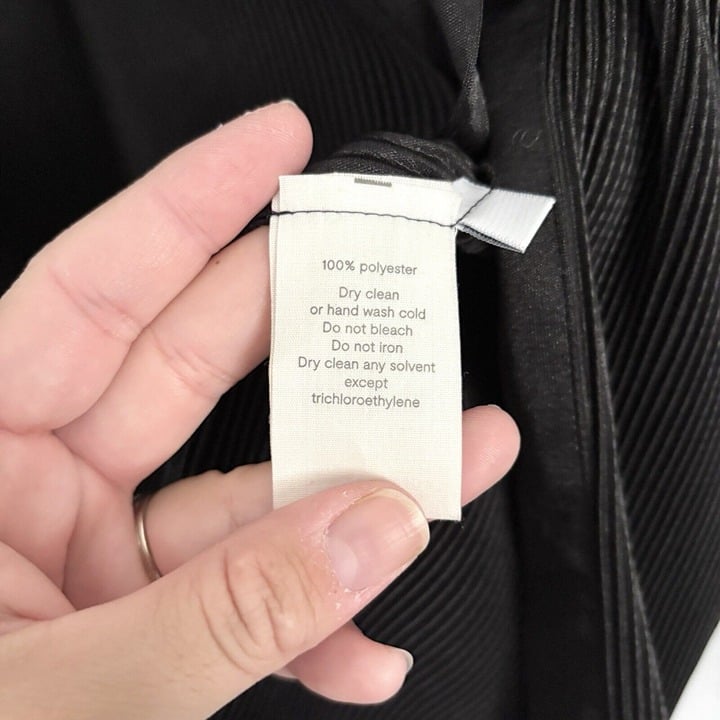 100% polyester
Dry clean
or hand wash cold
Do not bleach
Do not iron
Dry clean any solvent
except
trichloroethylene